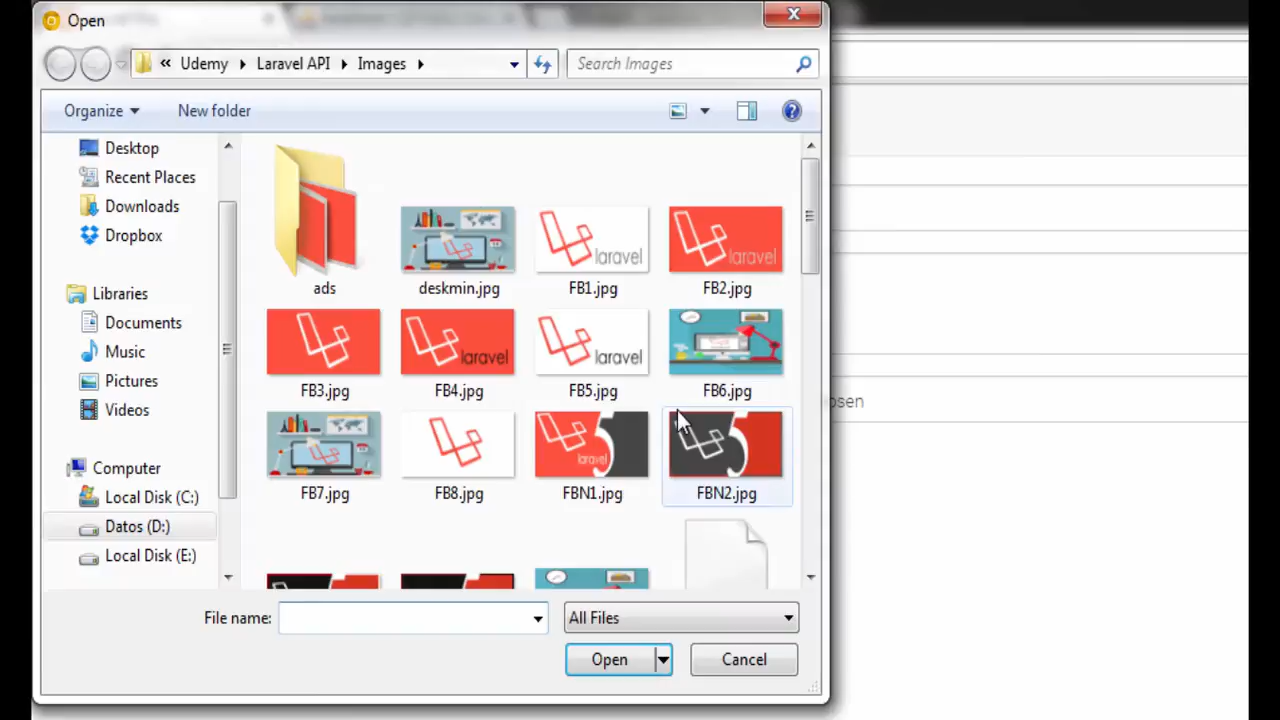 Open
« Udemy Laravel API Images
Search Images
Organize
New folder
Desktop
Recent Places
Downloads
Dropbox
Libraries
Documents
Music
Pictures
Videos
Computer
Local Disk (C:)
Datos (D:)
Local Disk (E:)
ads
deskmin.jpg
laravel
FB1.jpg
laravel
FB2.jpg
FB3.jpg
laravel
FB4.jpg
laravel
FB5.jpg
FB6.jpg
FB7.jpg
FB8.jpg
laravel 5
FBN1.jpg
5
FBN2.jpg
osen
File name:
All Files
Open
Cancel